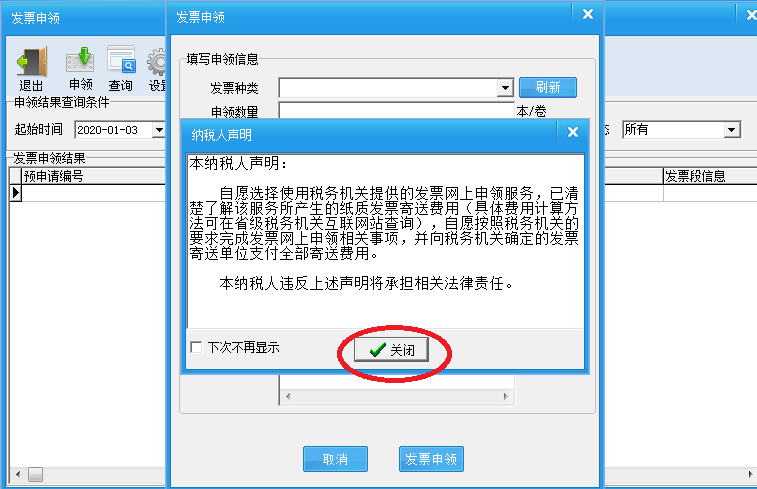 发票申领
发票申领
退出
申领
查询
申领结果查询条件
起始时间
2020-01-03
所有
发票申领结果
预申请编号
发票段信息
填写申领信息
发票种类
刷新
申领数量
本/卷
纳税人声明
本纳税人声明：
自愿选择使用税务机关提供的发票网上申领服务，已清
楚了解该服务所产生的纸质发票寄送费用（具体费用计算方
法可在省级税务机关互联网站查询），自愿按照税务机关的
要求完成发票网上申领相关事项，并向税务机关确定的发票
寄送单位支付全部寄送费用。
本纳税人违反上述声明将承担相关法律责任。
下次不再显示
关闭
取消
发票申领